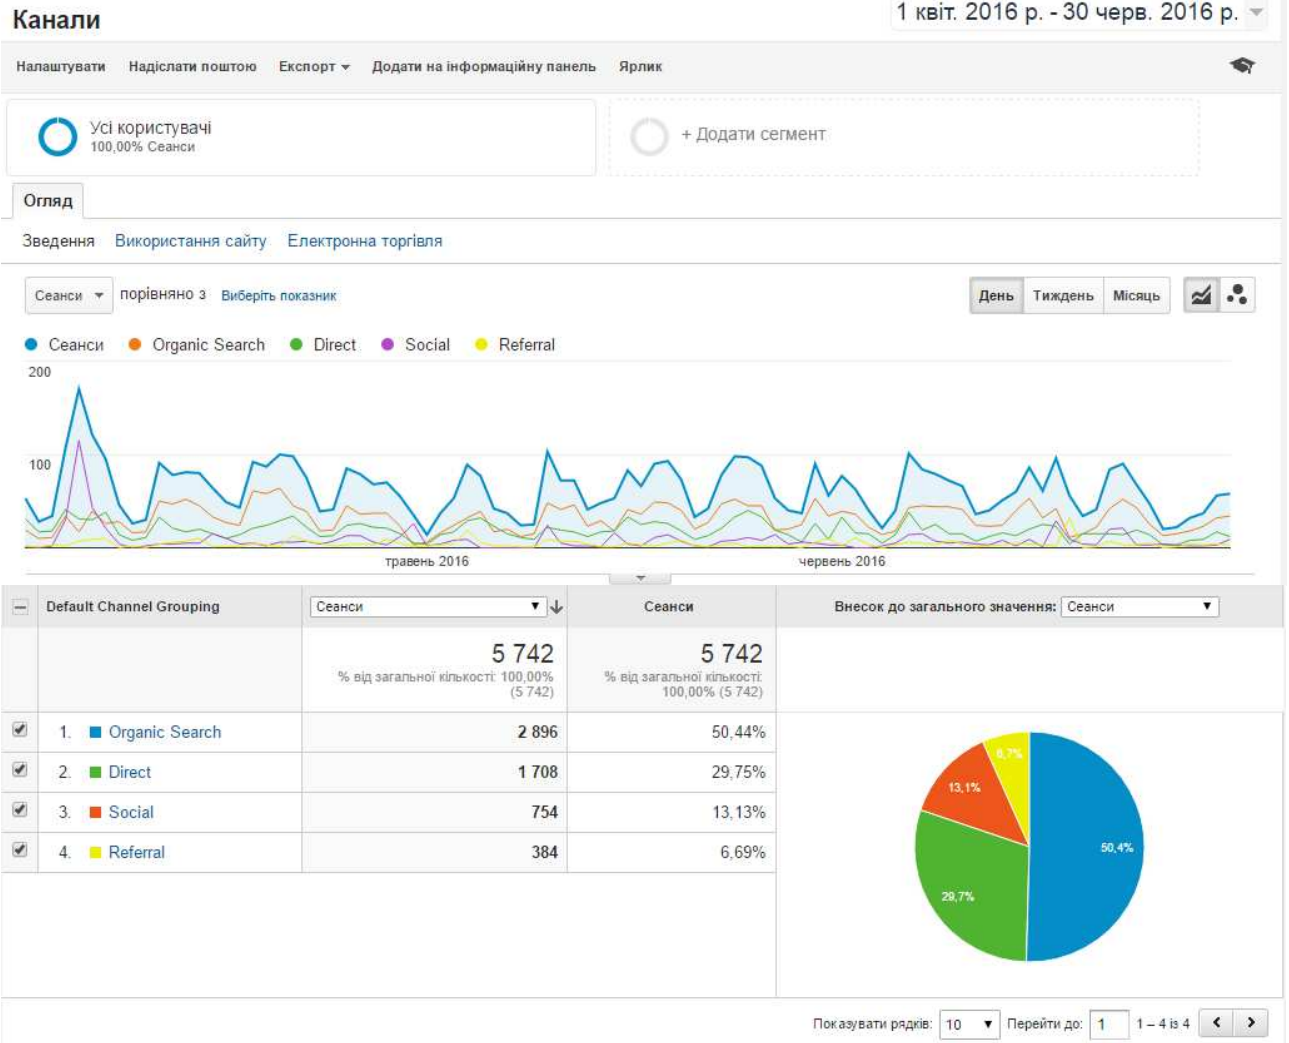 Канали
1 квіт. 2016 р. - 30 черв. 2016 р.
Налаштувати Надіслати поштою Експорт Додати на інформаційну панель Ярлик
Усі користувачі
100,00% Сеанси
+ Додати сегмент
Огляд
Зведення Використання сайту Електронна торгівля
Сеанси порівняно з Виберіть показник
День Тиждень Місяць
Сеанси Organic Search Direct Social Referral
200
100
травень 2016 червень 2016
Default Channel Grouping Сеанси Сеанси Внесок до загального значення: Сеанси
5 742 5 742
% від загальної кількості: 100,00% (5 742)
% від загальної кількості: 100,00% (5 742)
1. Organic Search 2 896 50,44%
2. Direct 1 708 29,75%
3. Social 754 13,13%
4. Referral 384 6,69%
6,7%
13,1%
50,4%
29,7%
Показувати рядків: 10 Перейти до: 1 1 – 4 із 4